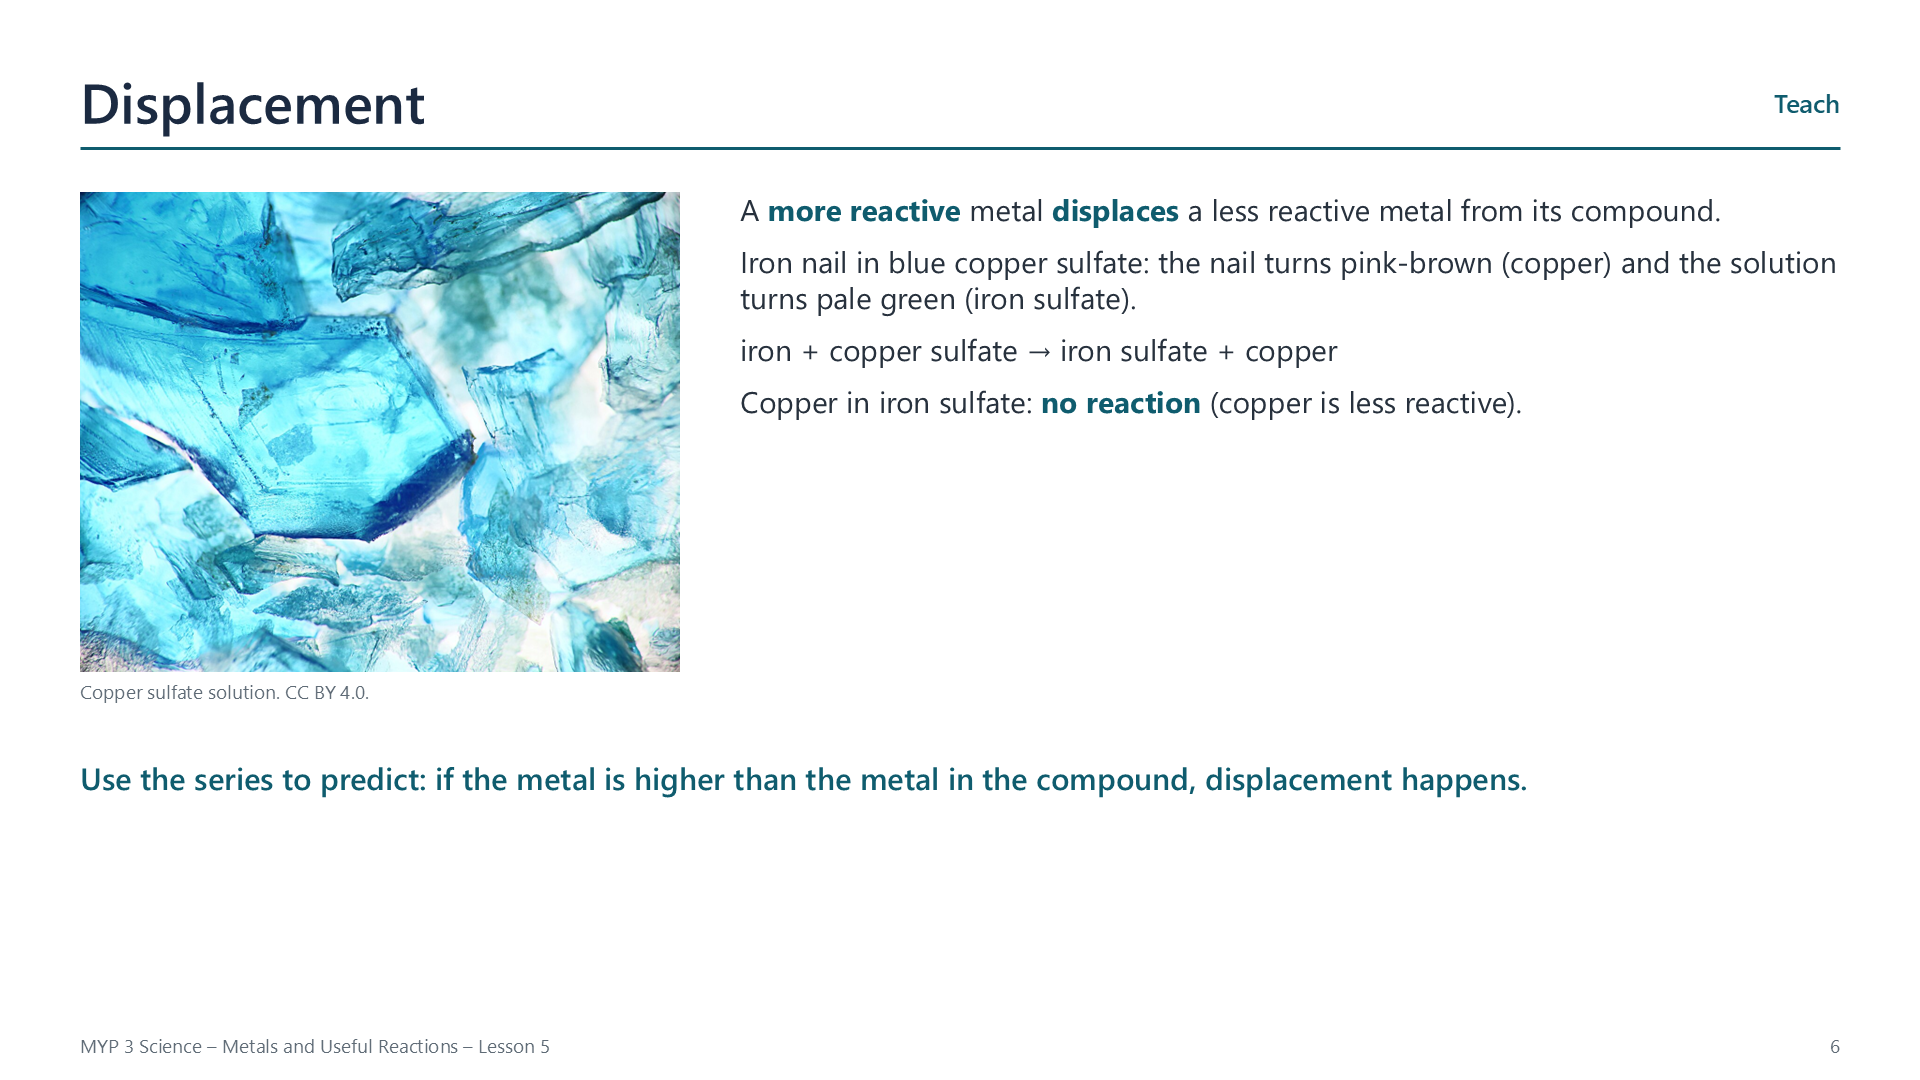 Displacement
Teach
A more reactive metal displaces a less reactive metal from its compound.
Iron nail in blue copper sulfate: the nail turns pink-brown (copper) and the solution
turns pale green (iron sulfate).
iron + copper sulfate → iron sulfate + copper
Copper in iron sulfate: no reaction (copper is less reactive).
Copper sulfate solution. CC BY 4.0.
Use the series to predict: if the metal is higher than the metal in the compound, displacement happens.
MYP 3 Science – Metals and Useful Reactions – Lesson 5
6